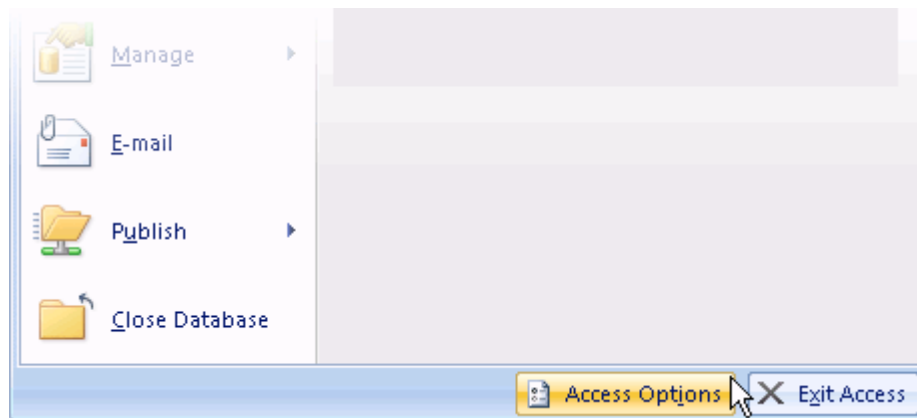 Manage
E-mail
Publish
Close Database
Access Options
Exit Access